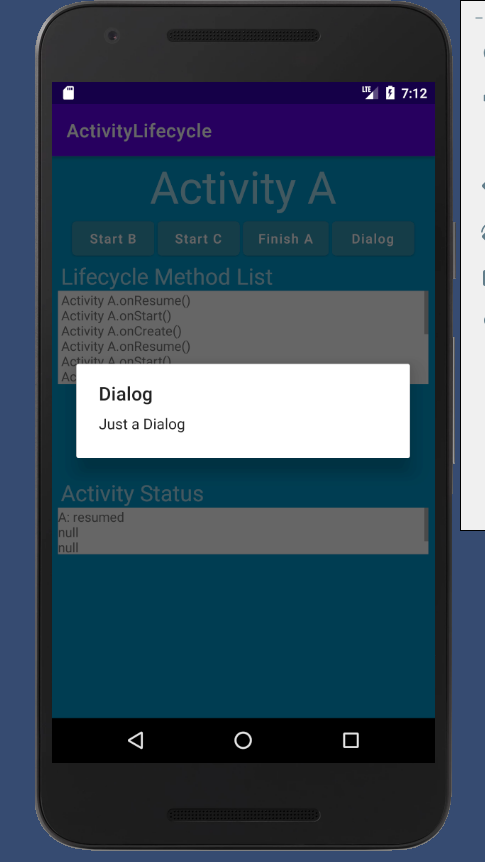 LTE 7:12
ActivityLifecycle
Activity A
Start B Start C Finish A Dialog
Lifecycle Method List
Activity A.onResume()
Activity A.onStart()
Activity A.onCreate()
Activity A.onResume()
Activity A.onStart()
Ac
Dialog
Just a Dialog
Activity Status
A: resumed
null
null